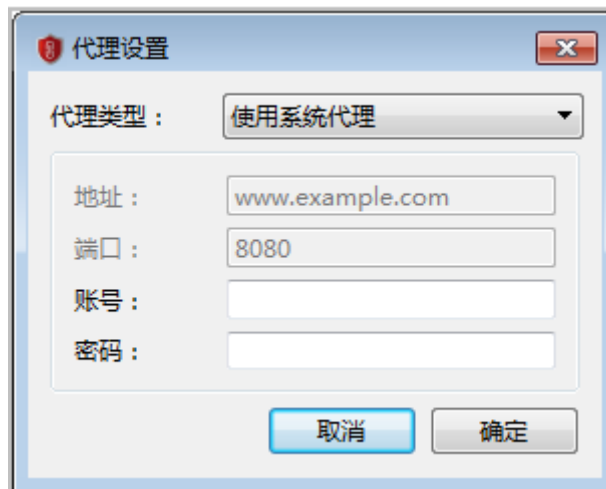 代理设置
代理类型： 使用系统代理
地址： www.example.com
端口： 8080
账号：
密码：
取消 确定